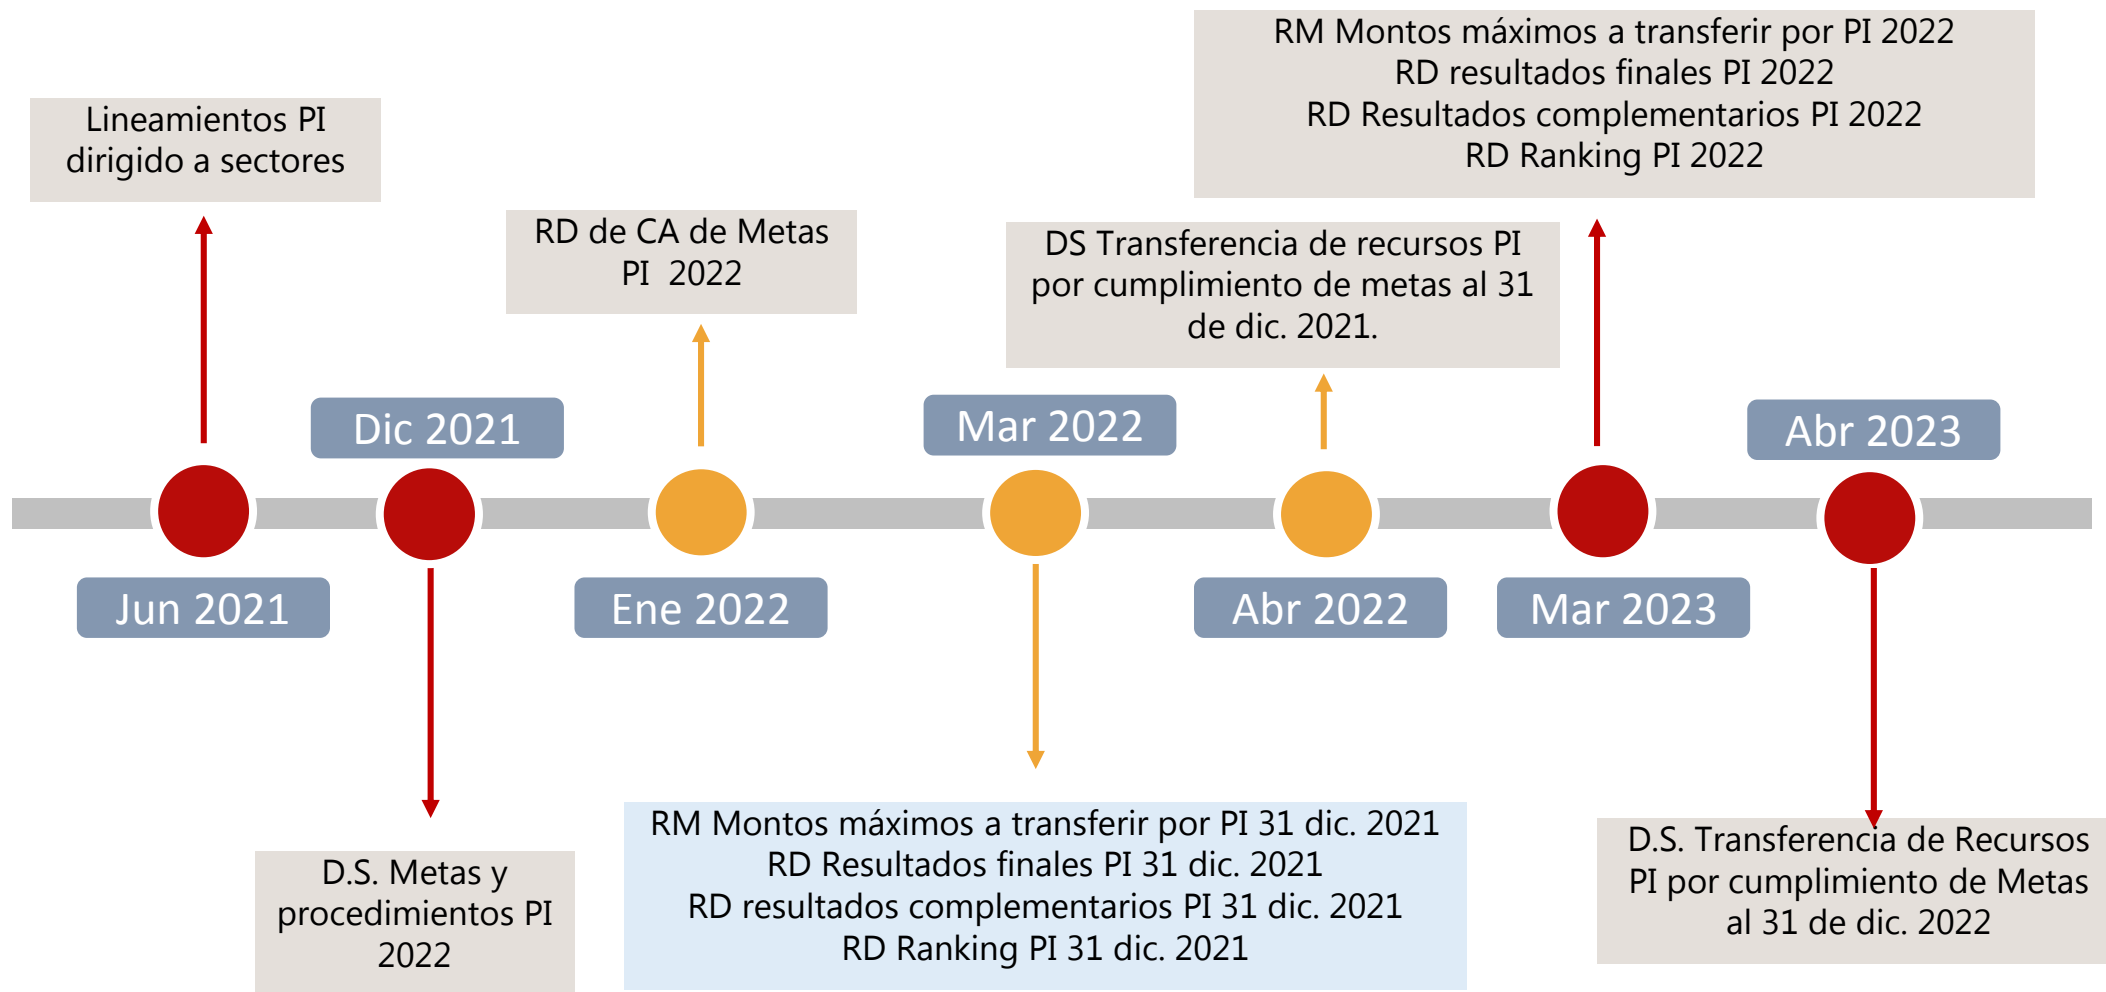 RM Montos máximos a transferir por PI 2022
RD resultados finales PI 2022
RD Resultados complementarios PI 2022
RD Ranking PI 2022
Lineamientos PI
dirigido a sectores
RD de CA de Metas
PI 2022
DS Transferencia de recursos PI
por cumplimiento de metas al 31
de dic. 2021.
Dic 2021
Mar 2022
Abr 2023
Jun 2021
Ene 2022
Abr 2022
Mar 2023
D.S. Metas y
procedimientos PI
2022
RM Montos máximos a transferir por PI 31 dic. 2021
RD Resultados finales PI 31 dic. 2021
RD resultados complementarios PI 31 dic. 2021
RD Ranking PI 31 dic. 2021
D.S. Transferencia de Recursos
PI por cumplimiento de Metas
al 31 de dic. 2022